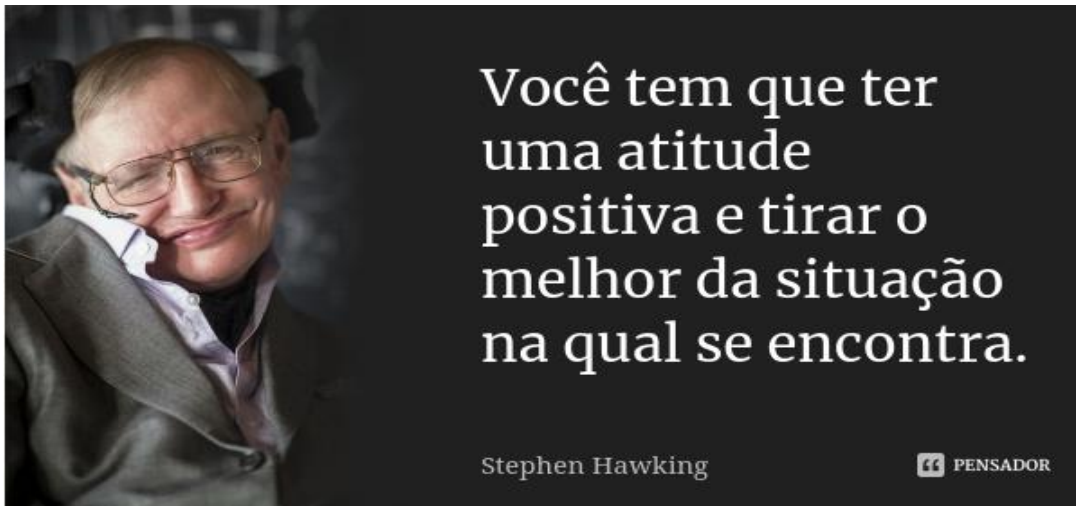 Você tem que ter
uma atitude
positiva e tirar o
melhor da situação
na qual se encontra.
Stephen Hawking
PENSADOR